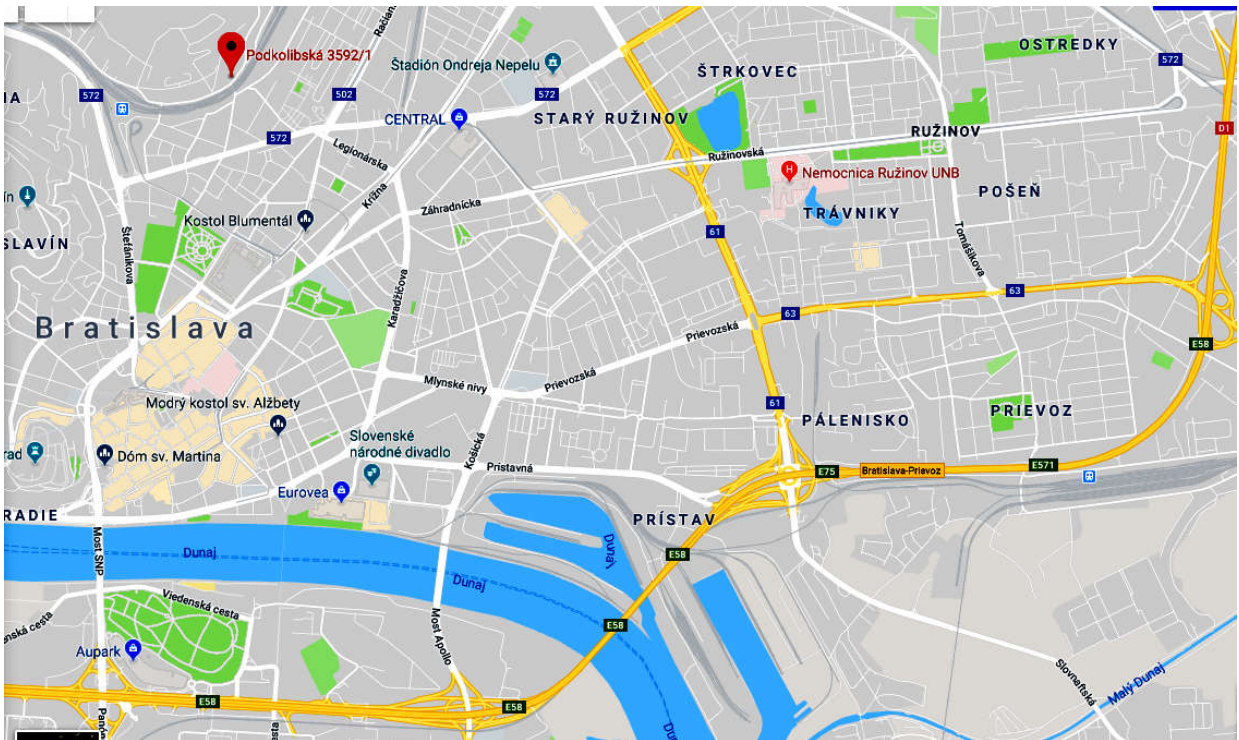 Podkolibská 3592/1
Štadión Ondreja Nepelu
ŠTRKOVEC
OSTREDKY
572
572
502
572
572
CENTRAL
STARÝ RUŽINOV
RUŽINOV
D1
572
Legionárska
Ružinovská
Nemocnica Ružinov UNB
Krížna
Záhradnícka
TRÁVNIKY
POŠEŇ
Kostol Blumentál
SLAVÍN
Štefánikova
61
Tomášikova
Karadžičova
63
63
Bratislava
Prievozská
E58
Mlynské nivy
Prievozská
61
Modrý kostol sv. Alžbety
PÁLENISKO
PRIEVOZ
Slovenské
národné divadlo
Košická
Dóm sv. Martina
Prístavná
E75
Bratislava-Prievoz
E571
Eurovea
RADIE
PRÍSTAV
Most SNP
Dunaj
Dunaj
E58
Dunaj
Viedenská cesta
Most Apollo
E58
Aupark
Slovnaftská
Malý Dunaj
E58
E58